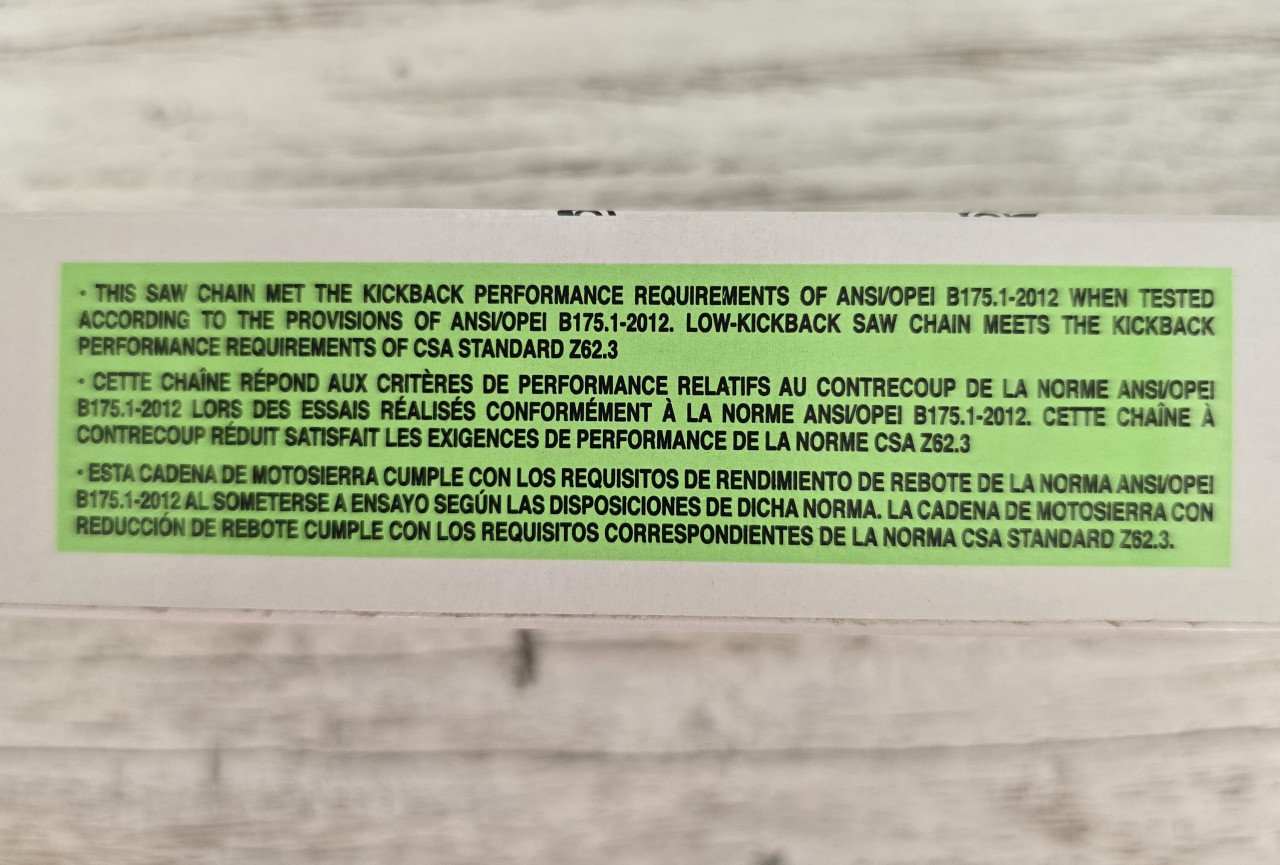 · THIS SAW CHAIN MET THE KICKBACK PERFORMANCE REQUIREMENTS OF ANSI/OPEI B175.1-2012 WHEN TESTED
ACCORDING TO THE PROVISIONS OF ANSI/OPEI B175.1-2012. LOW-KICKBACK SAW CHAIN MEETS THE KICKBACK
PERFORMANCE REQUIREMENTS OF CSA STANDARD Z62.3
· CETTE CHAÎNE RÉPOND AUX CRITÈRES DE PERFORMANCE RELATIFS AU CONTRECOUP DE LA NORME ANSI/OPEI
B175.1-2012 LORS DES ESSAIS RÉALISÉS CONFORMÉMENT À LA NORME ANSI/OPEI B175.1-2012. CETTE CHAÎNE À
CONTRECOUP RÉDUIT SATISFAIT LES EXIGENCES DE PERFORMANCE DE LA NORME CSA Z62.3
· ESTA CADENA DE MOTOSIERRA CUMPLE CON LOS REQUISITOS DE RENDIMIENTO DE REBOTE DE LA NORMA ANSI/OPEI
B175.1-2012 AL SOMETERSE A ENSAYO SEGÚN LAS DISPOSICIONES DE DICHA NORMA. LA CADENA DE MOTOSIERRA CON
REDUCCIÓN DE REBOTE CUMPLE CON LOS REQUISITOS CORRESPONDIENTES DE LA NORMA CSA STANDARD Z62.3.